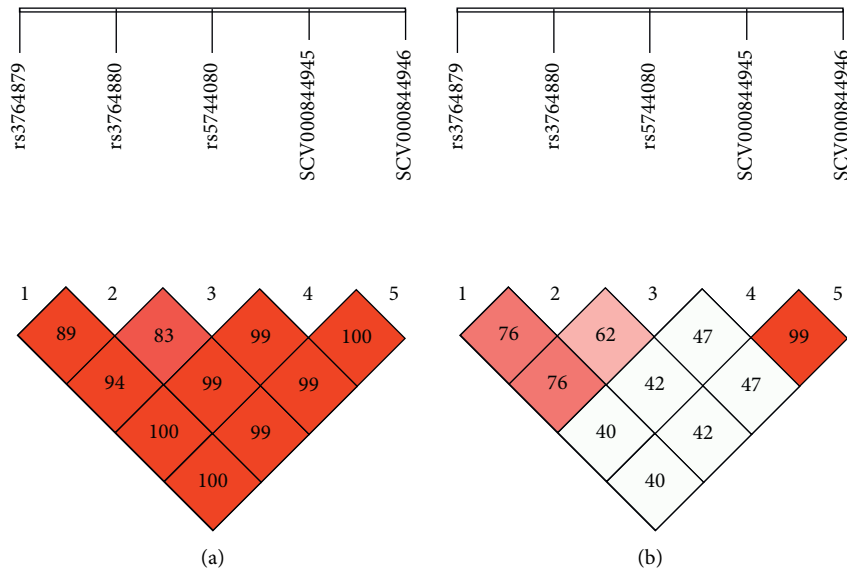 rs3764879
rs3764880
rs5744080
SCV000844945
SCV000844946
1 2 3 4 5
89 83 99 100
94 99 99
100 99
100
(a)
rs3764879
rs3764880
rs5744080
SCV000844945
SCV000844946
1 2 3 4 5
76 62 47 99
76 42 47
40 42
40
(b)